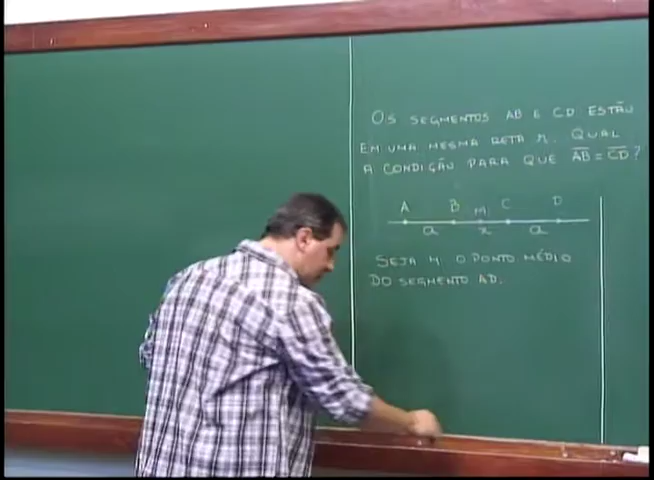 OS SEGMENTOS AB E CD ESTÃO
EM UMA MESMA RETA r. QUAL
A CONDIÇÃO PARA QUE AB = CD?
A B M C D
a x a
SEJA M O PONTO MÉDIO
DO SEGMENTO AD.